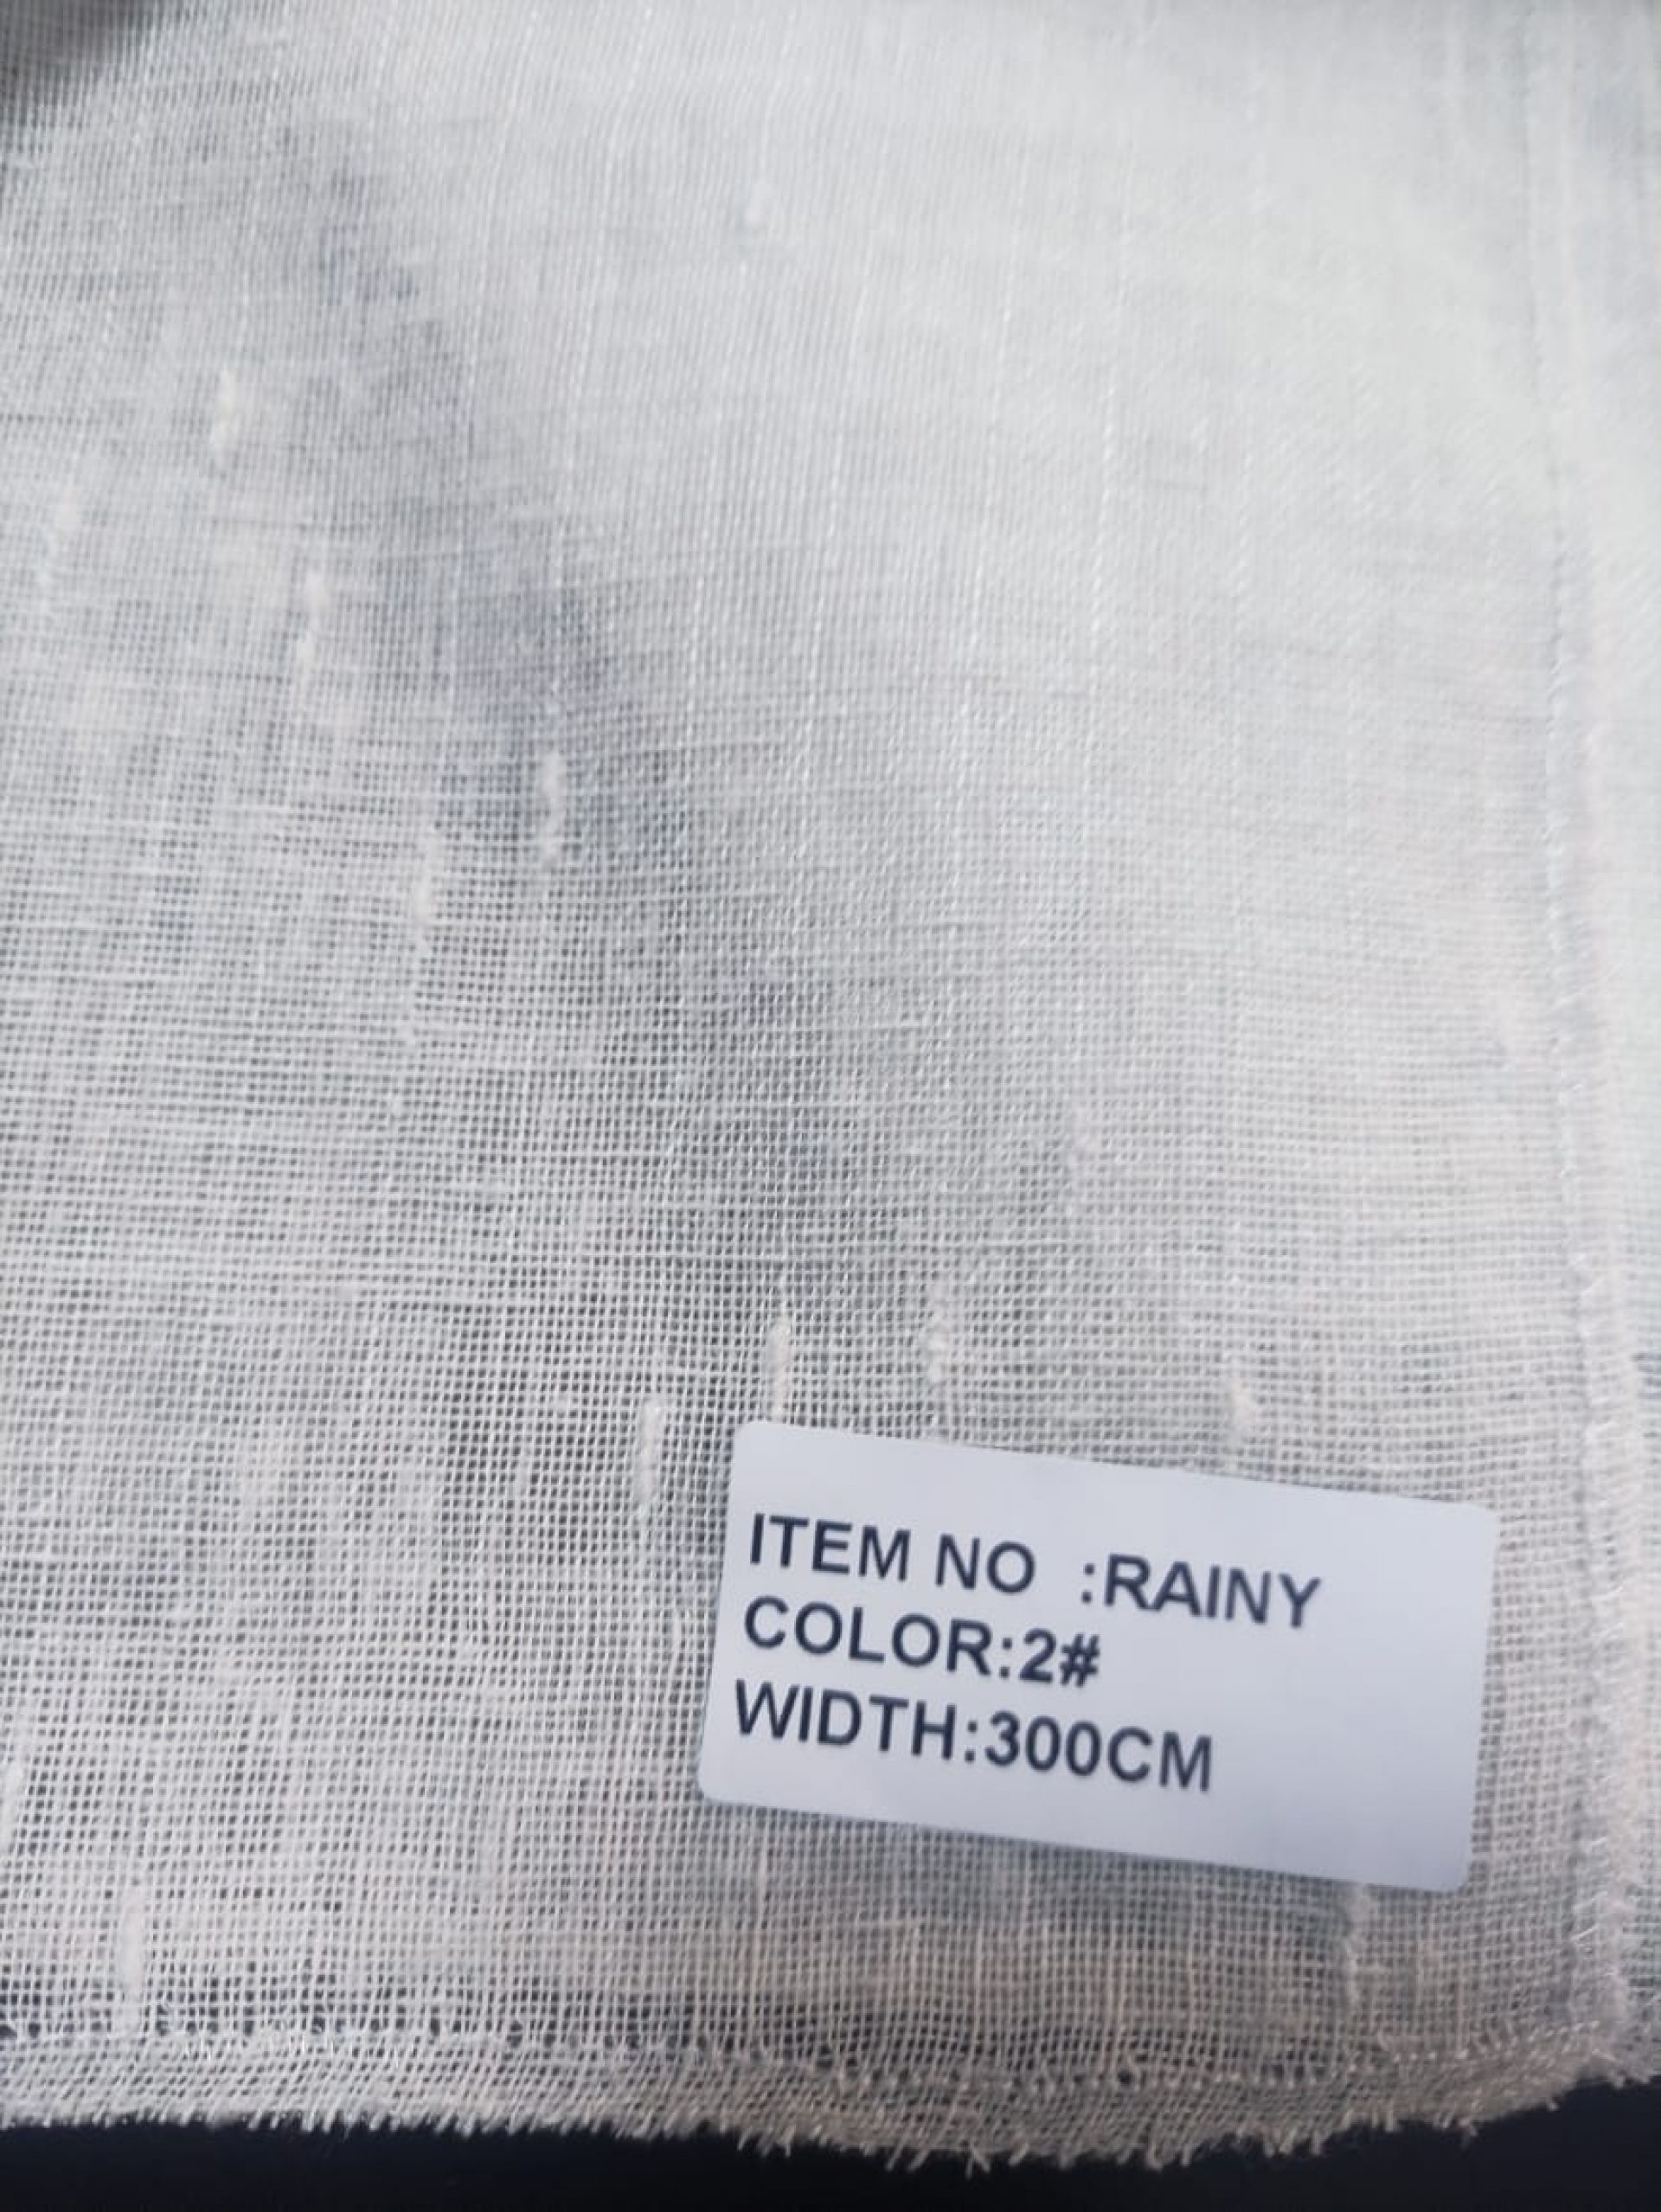 ITEM NO :RAINY
COLOR:2#
WIDTH:300CM